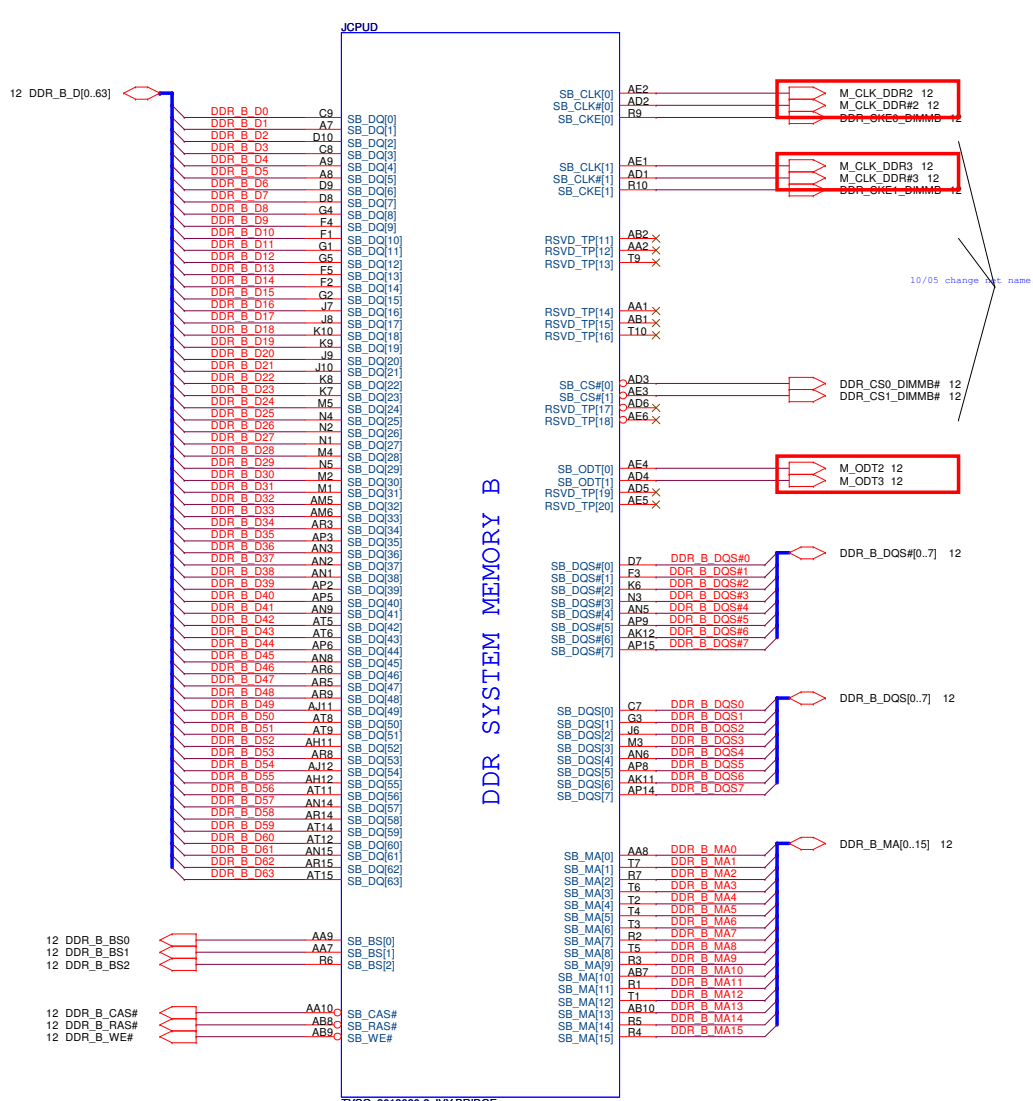 JCPUD
12 DDR_B_D[0..63]
DDR_B_D0 C9 SB_DQ[0]
DDR_B_D1 A7 SB_DQ[1]
DDR_B_D2 D10 SB_DQ[2]
DDR_B_D3 C8 SB_DQ[3]
DDR_B_D4 A9 SB_DQ[4]
DDR_B_D5 A8 SB_DQ[5]
DDR_B_D6 D9 SB_DQ[6]
DDR_B_D7 D8 SB_DQ[7]
DDR_B_D8 G4 SB_DQ[8]
DDR_B_D9 F4 SB_DQ[9]
DDR_B_D10 F1 SB_DQ[10]
DDR_B_D11 G1 SB_DQ[11]
DDR_B_D12 G5 SB_DQ[12]
DDR_B_D13 F5 SB_DQ[13]
DDR_B_D14 F2 SB_DQ[14]
DDR_B_D15 G2 SB_DQ[15]
DDR_B_D16 J7 SB_DQ[16]
DDR_B_D17 J8 SB_DQ[17]
DDR_B_D18 K10 SB_DQ[18]
DDR_B_D19 K9 SB_DQ[19]
DDR_B_D20 J9 SB_DQ[20]
DDR_B_D21 J10 SB_DQ[21]
DDR_B_D22 K8 SB_DQ[22]
DDR_B_D23 K7 SB_DQ[23]
DDR_B_D24 M5 SB_DQ[24]
DDR_B_D25 N4 SB_DQ[25]
DDR_B_D26 N2 SB_DQ[26]
DDR_B_D27 N1 SB_DQ[27]
DDR_B_D28 M4 SB_DQ[28]
DDR_B_D29 N5 SB_DQ[29]
DDR_B_D30 M2 SB_DQ[30]
DDR_B_D31 M1 SB_DQ[31]
DDR_B_D32 AM5 SB_DQ[32]
DDR_B_D33 AM6 SB_DQ[33]
DDR_B_D34 AR3 SB_DQ[34]
DDR_B_D35 AP3 SB_DQ[35]
DDR_B_D36 AN3 SB_DQ[36]
DDR_B_D37 AN2 SB_DQ[37]
DDR_B_D38 AN1 SB_DQ[38]
DDR_B_D39 AP2 SB_DQ[39]
DDR_B_D40 AP5 SB_DQ[40]
DDR_B_D41 AN9 SB_DQ[41]
DDR_B_D42 AT5 SB_DQ[42]
DDR_B_D43 AT6 SB_DQ[43]
DDR_B_D44 AP6 SB_DQ[44]
DDR_B_D45 AN8 SB_DQ[45]
DDR_B_D46 AR6 SB_DQ[46]
DDR_B_D47 AR5 SB_DQ[47]
DDR_B_D48 AR9 SB_DQ[48]
DDR_B_D49 AJ11 SB_DQ[49]
DDR_B_D50 AT8 SB_DQ[50]
DDR_B_D51 AT9 SB_DQ[51]
DDR_B_D52 AH11 SB_DQ[52]
DDR_B_D53 AR8 SB_DQ[53]
DDR_B_D54 AJ12 SB_DQ[54]
DDR_B_D55 AH12 SB_DQ[55]
DDR_B_D56 AT11 SB_DQ[56]
DDR_B_D57 AN14 SB_DQ[57]
DDR_B_D58 AR14 SB_DQ[58]
DDR_B_D59 AT14 SB_DQ[59]
DDR_B_D60 AT12 SB_DQ[60]
DDR_B_D61 AN15 SB_DQ[61]
DDR_B_D62 AR15 SB_DQ[62]
DDR_B_D63 AT15 SB_DQ[63]
12 DDR_B_BS0 AA9 SB_BS[0]
12 DDR_B_BS1 AA7 SB_BS[1]
12 DDR_B_BS2 R6 SB_BS[2]
12 DDR_B_CAS# AA10 SB_CAS#
12 DDR_B_RAS# AB8 SB_RAS#
12 DDR_B_WE# AB9 SB_WE#
DDR SYSTEM MEMORY B
SB_CLK[0] AE2 M_CLK_DDR2 12
SB_CLK#[0] AD2 M_CLK_DDR#2 12
SB_CKE[0] R9 DDR_CKE0_DIMMB 12
SB_CLK[1] AE1 M_CLK_DDR3 12
SB_CLK#[1] AD1 M_CLK_DDR#3 12
SB_CKE[1] R10 DDR_CKE1_DIMMB 12
RSVD_TP[11] AB2
RSVD_TP[12] AA2
RSVD_TP[13] T9
10/05 change net name
RSVD_TP[14] AA1
RSVD_TP[15] AB1
RSVD_TP[16] T10
SB_CS#[0] AD3 DDR_CS0_DIMMB# 12
SB_CS#[1] AE3 DDR_CS1_DIMMB# 12
RSVD_TP[17] AD6
RSVD_TP[18] AE6
SB_ODT[0] AE4 M_ODT2 12
SB_ODT[1] AD4 M_ODT3 12
RSVD_TP[19] AD5
RSVD_TP[20] AE5
DDR_B_DQS#[0..7] 12
SB_DQS#[0] D7 DDR_B_DQS#0
SB_DQS#[1] F3 DDR_B_DQS#1
SB_DQS#[2] K6 DDR_B_DQS#2
SB_DQS#[3] N3 DDR_B_DQS#3
SB_DQS#[4] AN5 DDR_B_DQS#4
SB_DQS#[5] AP9 DDR_B_DQS#5
SB_DQS#[6] AK12 DDR_B_DQS#6
SB_DQS#[7] AP15 DDR_B_DQS#7
DDR_B_DQS[0..7] 12
SB_DQS[0] C7 DDR_B_DQS0
SB_DQS[1] G3 DDR_B_DQS1
SB_DQS[2] J6 DDR_B_DQS2
SB_DQS[3] M3 DDR_B_DQS3
SB_DQS[4] AN6 DDR_B_DQS4
SB_DQS[5] AP8 DDR_B_DQS5
SB_DQS[6] AK11 DDR_B_DQS6
SB_DQS[7] AP14 DDR_B_DQS7
DDR_B_MA[0..15] 12
SB_MA[0] AA8 DDR_B_MA0
SB_MA[1] T7 DDR_B_MA1
SB_MA[2] R7 DDR_B_MA2
SB_MA[3] T6 DDR_B_MA3
SB_MA[4] T2 DDR_B_MA4
SB_MA[5] T4 DDR_B_MA5
SB_MA[6] T3 DDR_B_MA6
SB_MA[7] R2 DDR_B_MA7
SB_MA[8] T5 DDR_B_MA8
SB_MA[9] R3 DDR_B_MA9
SB_MA[10] AB7 DDR_B_MA10
SB_MA[11] R1 DDR_B_MA11
SB_MA[12] T1 DDR_B_MA12
SB_MA[13] AB10 DDR_B_MA13
SB_MA[14] R5 DDR_B_MA14
SB_MA[15] R4 DDR_B_MA15